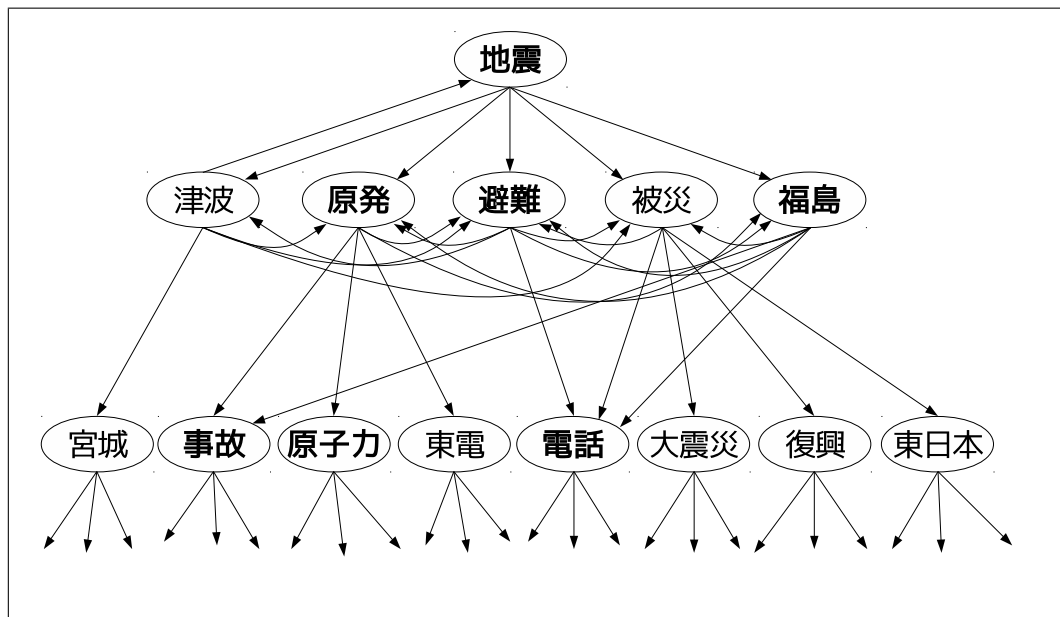 地震
津波 原発 避難 被災 福島
宮城 事故 原子力 東電 電話 大震災 復興 東日本